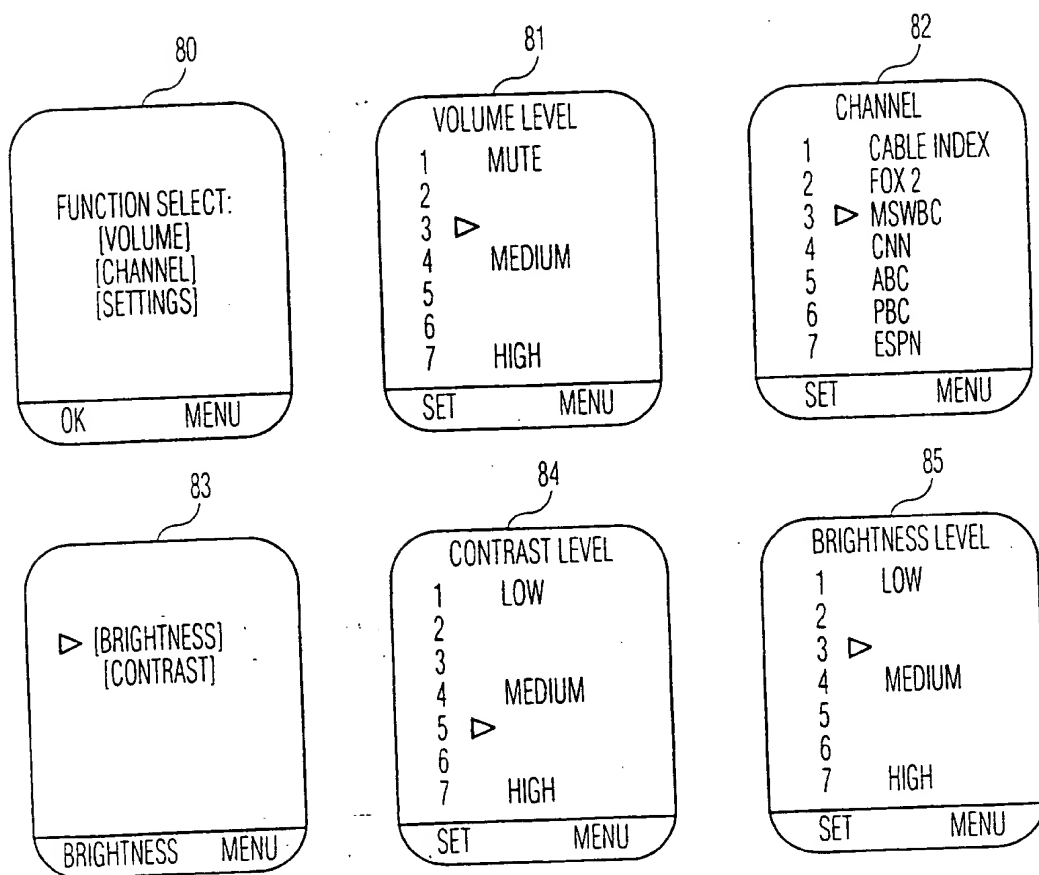 80
FUNCTION SELECT:
[VOLUME]
[CHANNEL]
[SETTINGS]
OK MENU
81
VOLUME LEVEL
1 MUTE
2
3
4 MEDIUM
5
6
7 HIGH
SET MENU
82
CHANNEL
1 CABLE INDEX
2 FOX 2
3 MSWBC
4 CNN
5 ABC
6 PBC
7 ESPN
SET MENU
83
[BRIGHTNESS]
[CONTRAST]
BRIGHTNESS MENU
84
CONTRAST LEVEL
1 LOW
2
3
4 MEDIUM
5
6
7 HIGH
SET MENU
85
BRIGHTNESS LEVEL
1 LOW
2
3
4 MEDIUM
5
6
7 HIGH
SET MENU